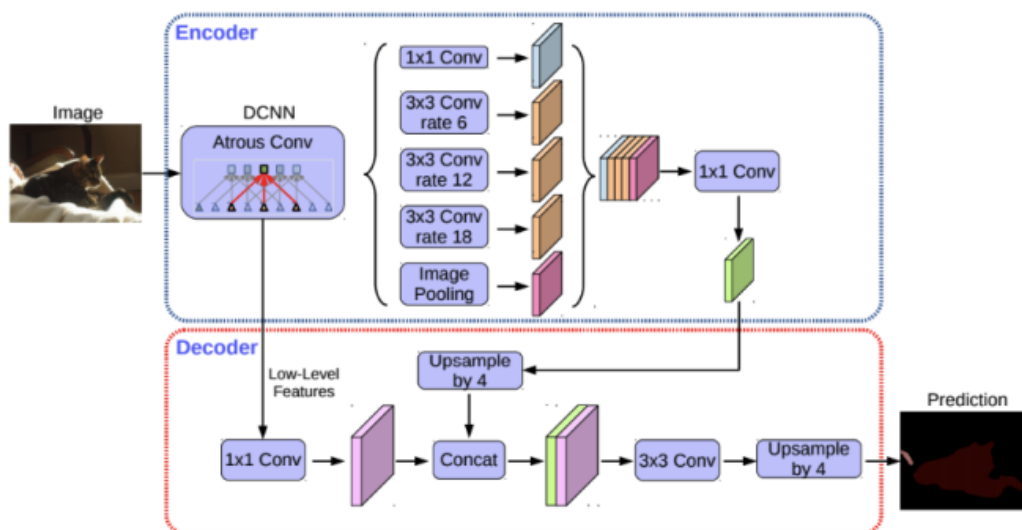 Encoder
Image
DCNN
Atrous Conv
1x1 Conv
3x3 Conv
rate 6
3x3 Conv
rate 12
3x3 Conv
rate 18
Image
Pooling
1x1 Conv
Decoder
Low-Level
Features
Upsample
by 4
1x1 Conv
Concat
3x3 Conv
Upsample
by 4
Prediction